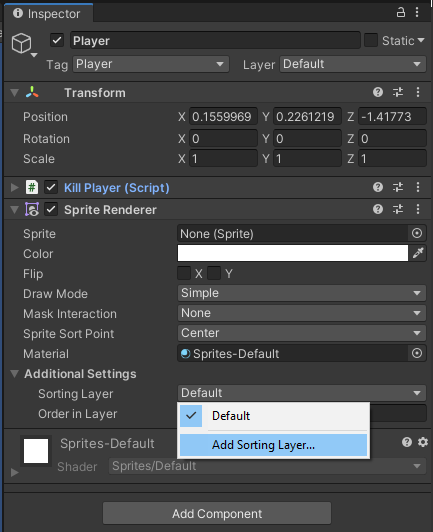 Inspector
Player
Static
Tag Player Layer Default
Transform
Position X 0.1559969 Y 0.2261219 Z -1.41773
Rotation X 0 Y 0 Z 0
Scale X 1 Y 1 Z 1
# Kill Player (Script)
Sprite Renderer
Sprite None (Sprite)
Color
Flip X Y
Draw Mode Simple
Mask Interaction None
Sprite Sort Point Center
Material Sprites-Default
Additional Settings
Sorting Layer Default
Order in Layer
Default
Add Sorting Layer...
Sprites-Default
Shader Sprites/Default
Add Component